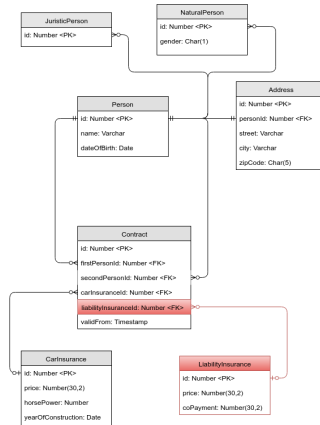 JuristicPerson
id: Number <PK>
NaturalPerson
id: Number <PK>
gender: Char(1)
Person
id: Number <PK>
name: Varchar
dateOfBirth: Date
Address
id: Number <PK>
personId: Number <FK>
street: Varchar
city: Varchar
zipCode: Char(5)
Contract
id: Number <PK>
firstPersonId: Number <FK>
secondPersonId: Number <FK>
carInsuranceId: Number <FK>
liabilityInsuranceId: Number <FK>
validFrom: Timestamp
CarInsurance
id: Number <PK>
price: Number(30,2)
horsePower: Number
yearOfConstruction: Date
LiabilityInsurance
id: Number <PK>
price: Number(30,2)
coPayment: Number(30,2)